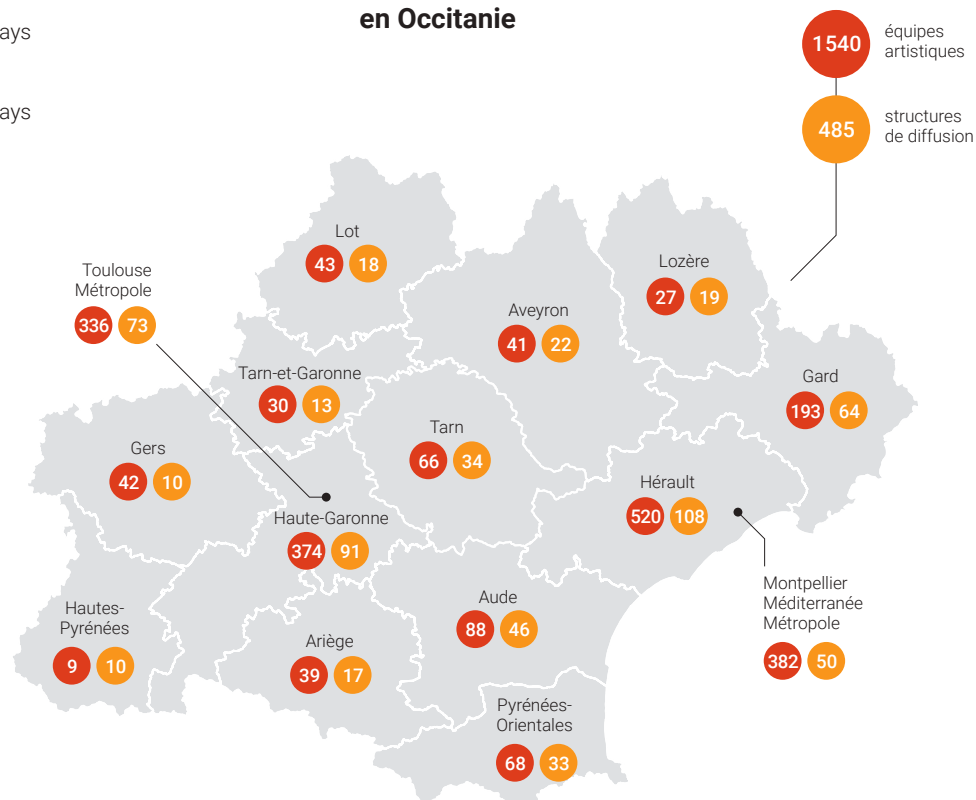 en Occitanie
ays
ays
1540
équipes
artistiques
485
structures
de diffusion
Lot
43 18
Toulouse
Métropole
336 73
Lozère
27 19
Aveyron
41 22
Tarn-et-Garonne
30 13
Gard
193 64
Tarn
66 34
Gers
42 10
Hérault
520 108
Haute-Garonne
374 91
Montpellier
Méditerranée
Métropole
382 50
Hautes-
Pyrénées
9 10
Aude
88 46
Ariège
39 17
Pyrénées-
Orientales
68 33